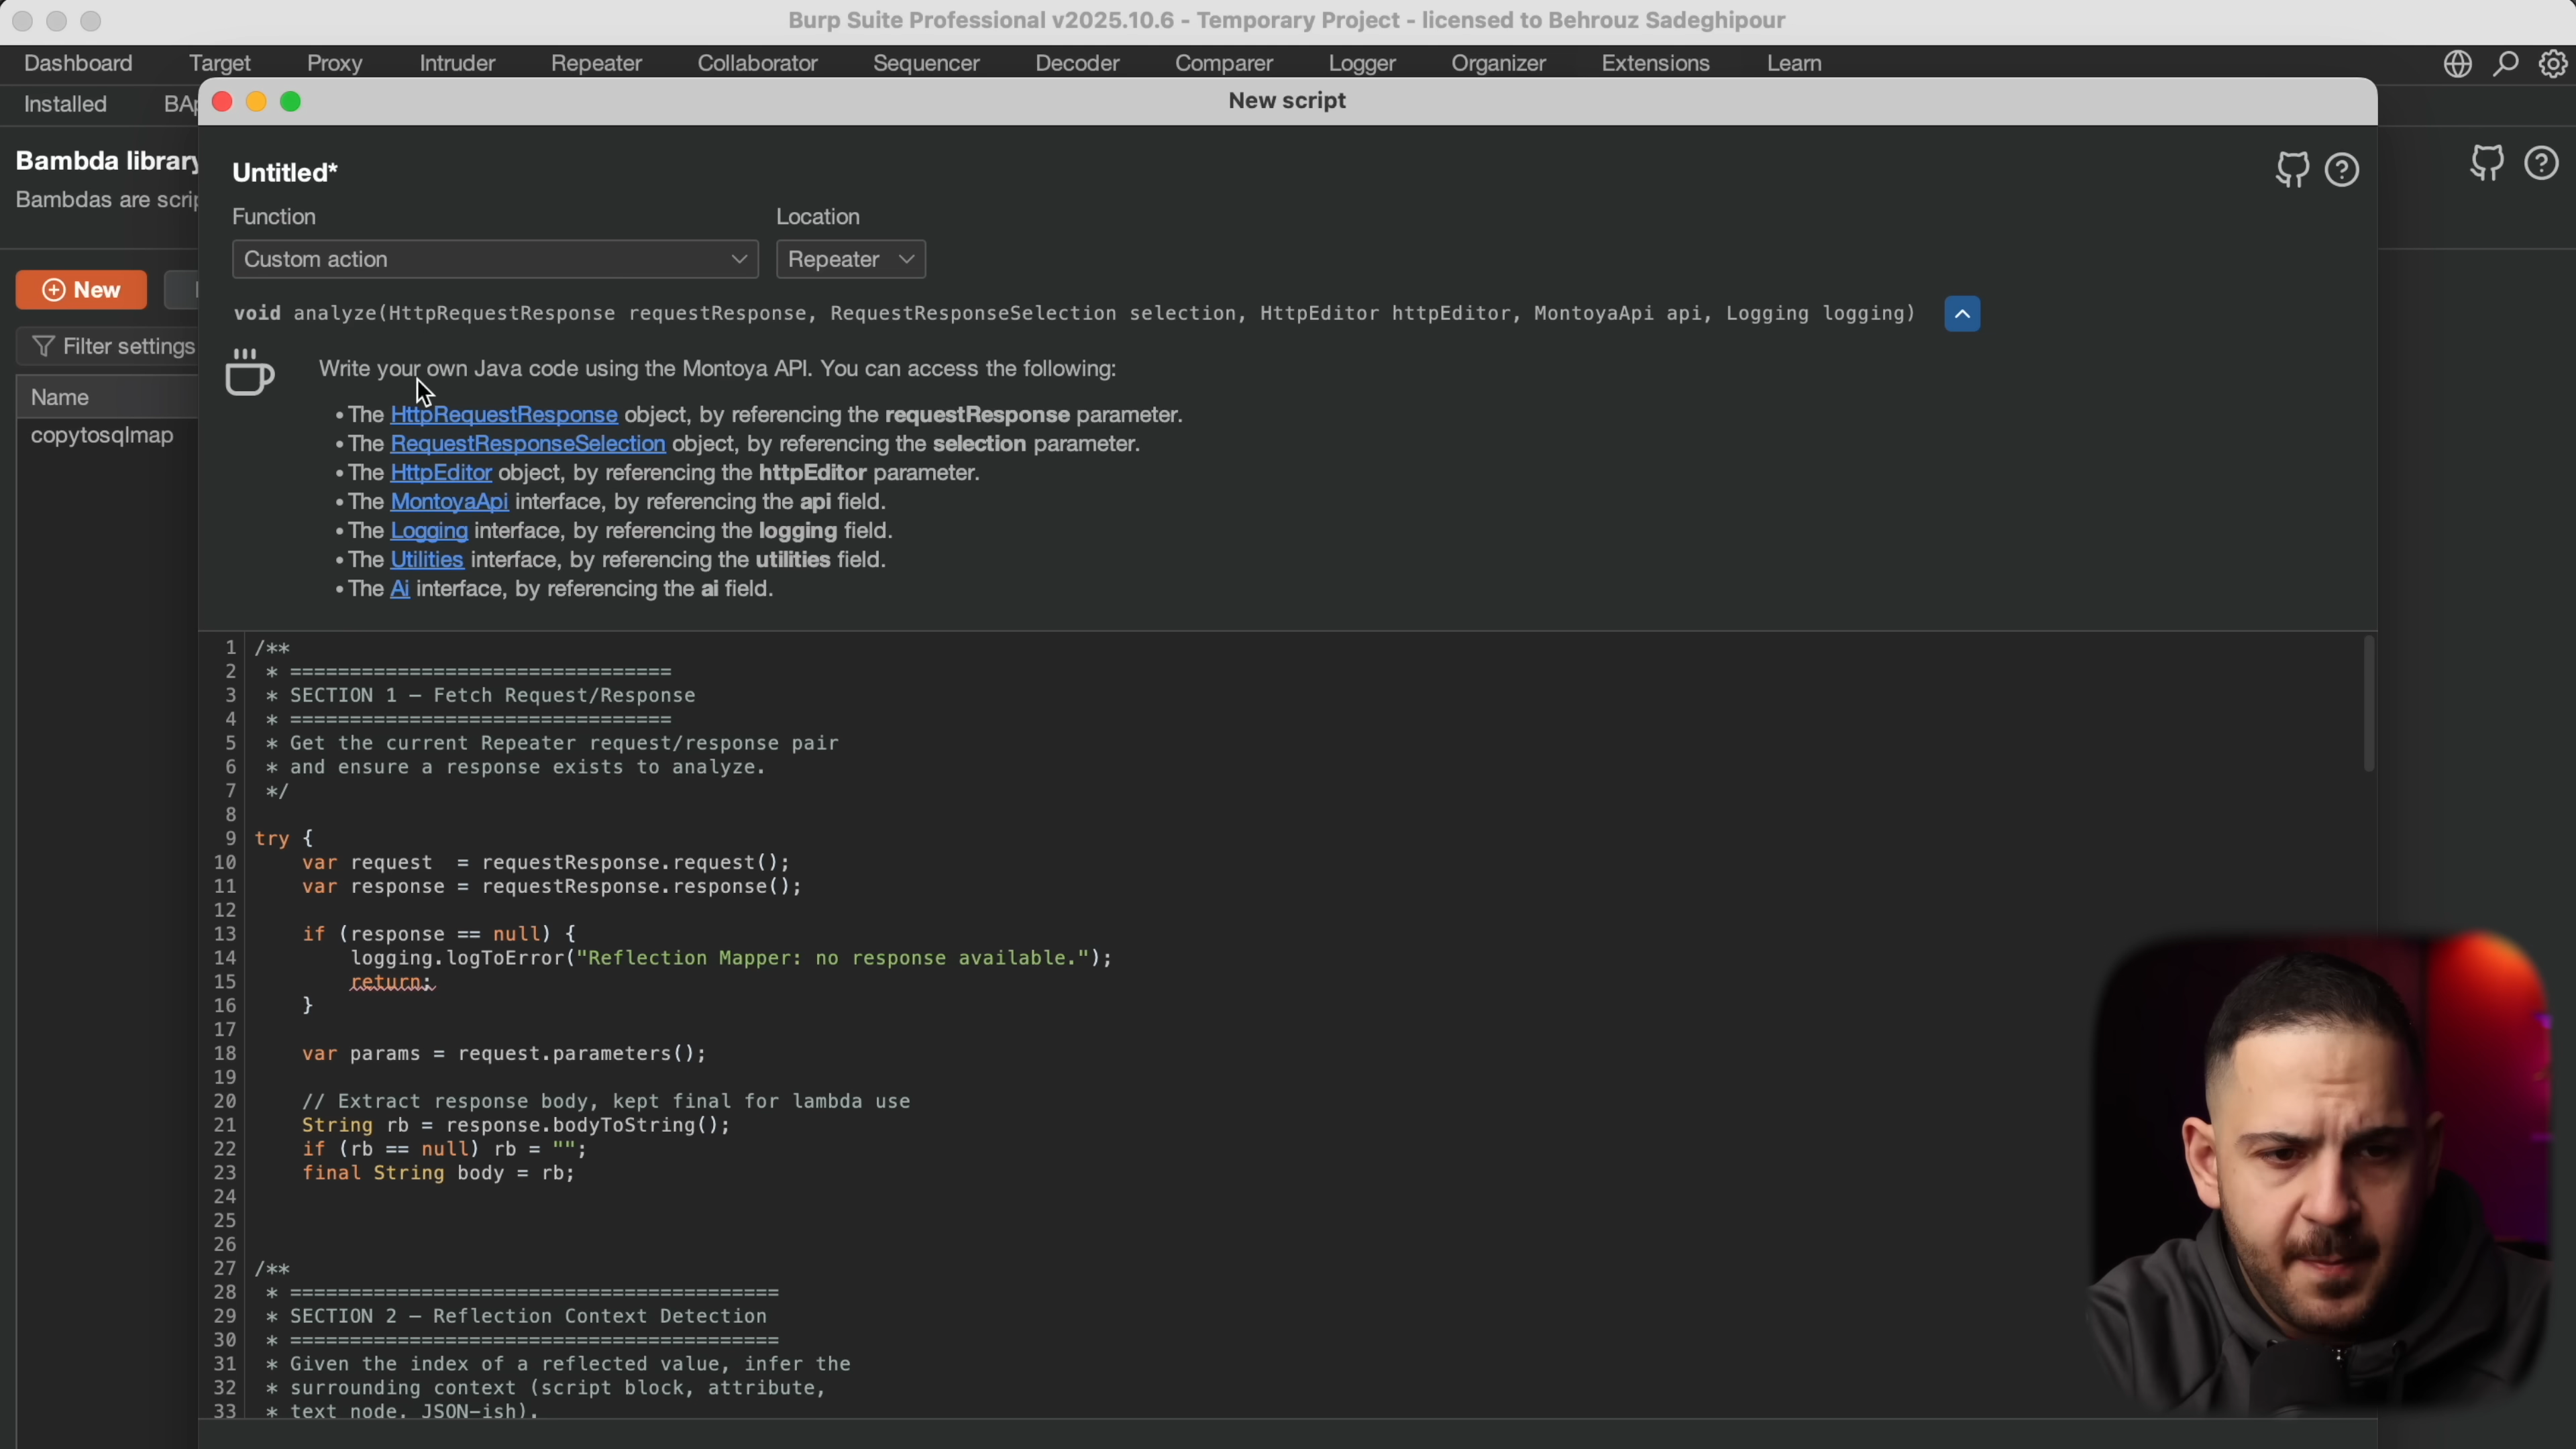 Burp Suite Professional v2025.10.6 - Temporary Project - licensed to Behrouz Sadeghipour
Dashboard Target Proxy Intruder Repeater Collaborator Sequencer Decoder Comparer Logger Organizer Extensions Learn
Installed
New script
Bambda library
Bambdas are
Untitled*
Function Location
Custom action Repeater
New
void analyze(HttpRequestResponse requestResponse, RequestResponseSelection selection, HttpEditor httpEditor, MontoyaApi api, Logging logging)
Filter settings
Name
copytosqlmap
Write your own Java code using the Montoya API. You can access the following:
• The HttpRequestResponse object, by referencing the requestResponse parameter.
• The RequestResponseSelection object, by referencing the selection parameter.
• The HttpEditor object, by referencing the httpEditor parameter.
• The MontoyaApi interface, by referencing the api field.
• The Logging interface, by referencing the logging field.
• The Utilities interface, by referencing the utilities field.
• The Ai interface, by referencing the ai field.
1 /**
2 * ================================
3 * SECTION 1 – Fetch Request/Response
4 * ================================
5 * Get the current Repeater request/response pair
6 * and ensure a response exists to analyze.
7 */
8
9 try {
10 var request = requestResponse.request();
11 var response = requestResponse.response();
12
13 if (response == null) {
14 logging.logToError("Reflection Mapper: no response available.");
15 return;
16 }
17
18 var params = request.parameters();
19
20 // Extract response body, kept final for lambda use
21 String rb = response.bodyToString();
22 if (rb == null) rb = "";
23 final String body = rb;
24
25
26
27 /**
28 * =========================================
29 * SECTION 2 – Reflection Context Detection
30 * =========================================
31 * Given the index of a reflected value, infer the
32 * surrounding context (script block, attribute,
33 * text node, JSON-ish).